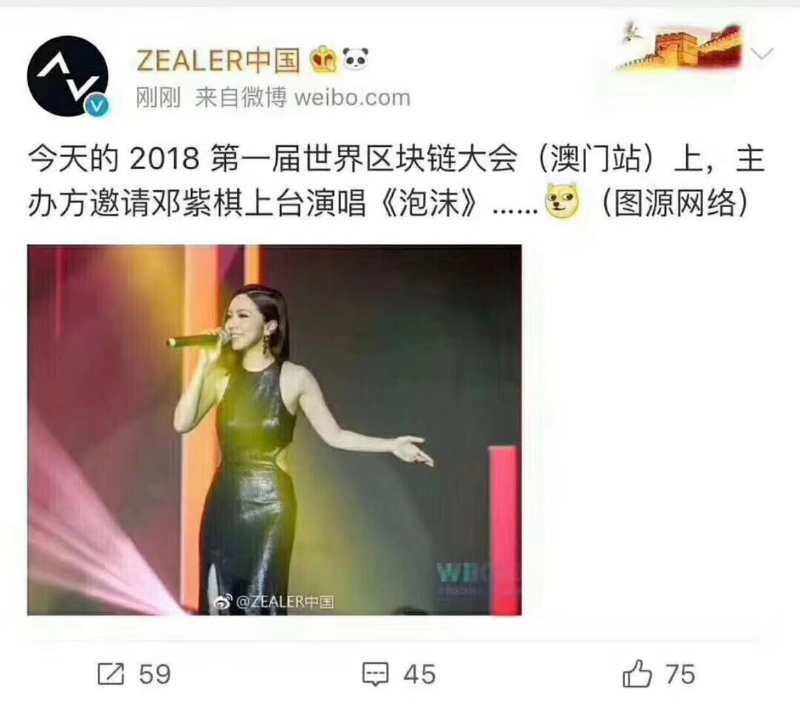 ZEALER中国
刚刚 来自微博 weibo.com
今天的 2018 第一届世界区块链大会（澳门站）上，主
办方邀请邓紫棋上台演唱《泡沫》……（图源网络）
WBC
@ZEALER中国
59
45
75